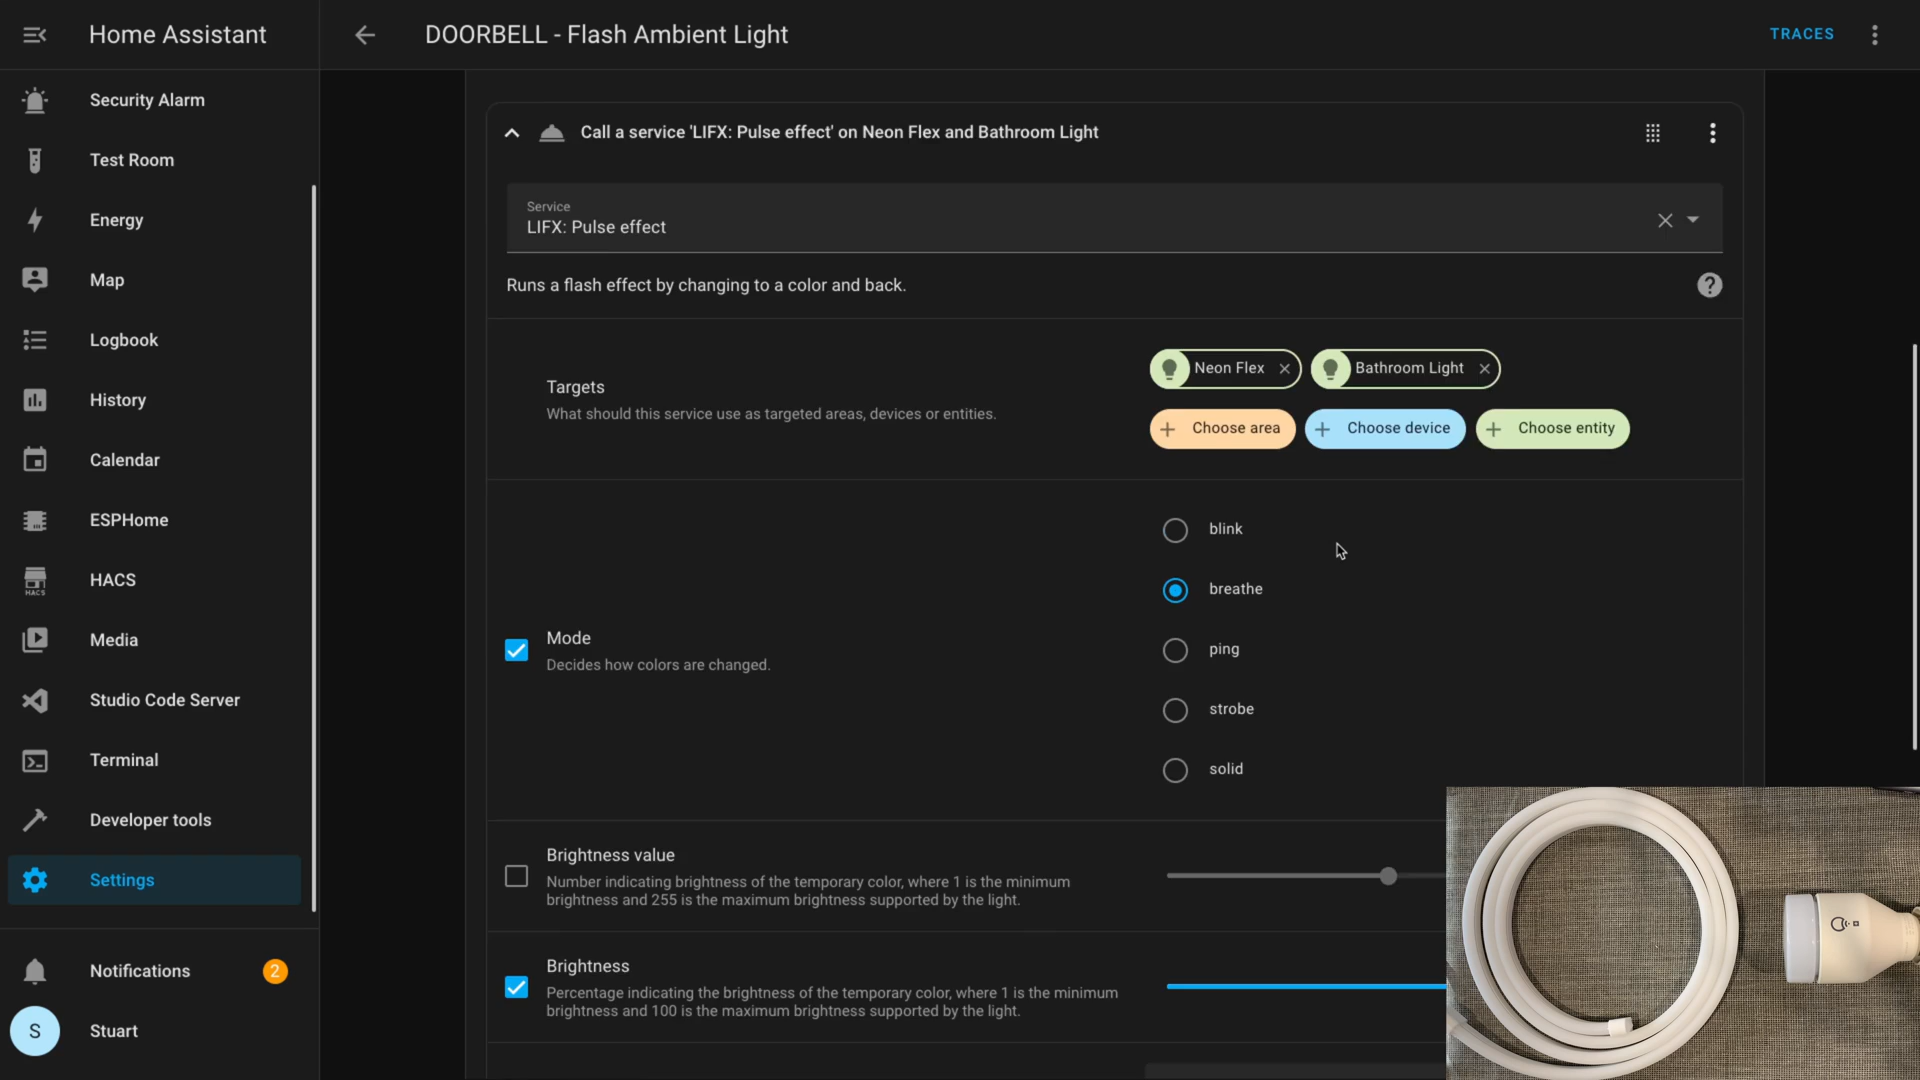 Home Assistant
DOORBELL - Flash Ambient Light
TRACES
Security Alarm
Test Room
Energy
Map
Logbook
History
Calendar
ESPHome
HACS
HACS
Media
Studio Code Server
Terminal
Developer tools
Settings
Notifications
2
S
Stuart
Call a service 'LIFX: Pulse effect' on Neon Flex and Bathroom Light
Service
LIFX: Pulse effect
Runs a flash effect by changing to a color and back.
Targets
What should this service use as targeted areas, devices or entities.
Neon Flex
Bathroom Light
Choose area
Choose device
Choose entity
Mode
Decides how colors are changed.
blink
breathe
ping
strobe
solid
Brightness value
Number indicating brightness of the temporary color, where 1 is the minimum
brightness and 255 is the maximum brightness supported by the light.
Brightness
Percentage indicating the brightness of the temporary color, where 1 is the minimum
brightness and 100 is the maximum brightness supported by the light.